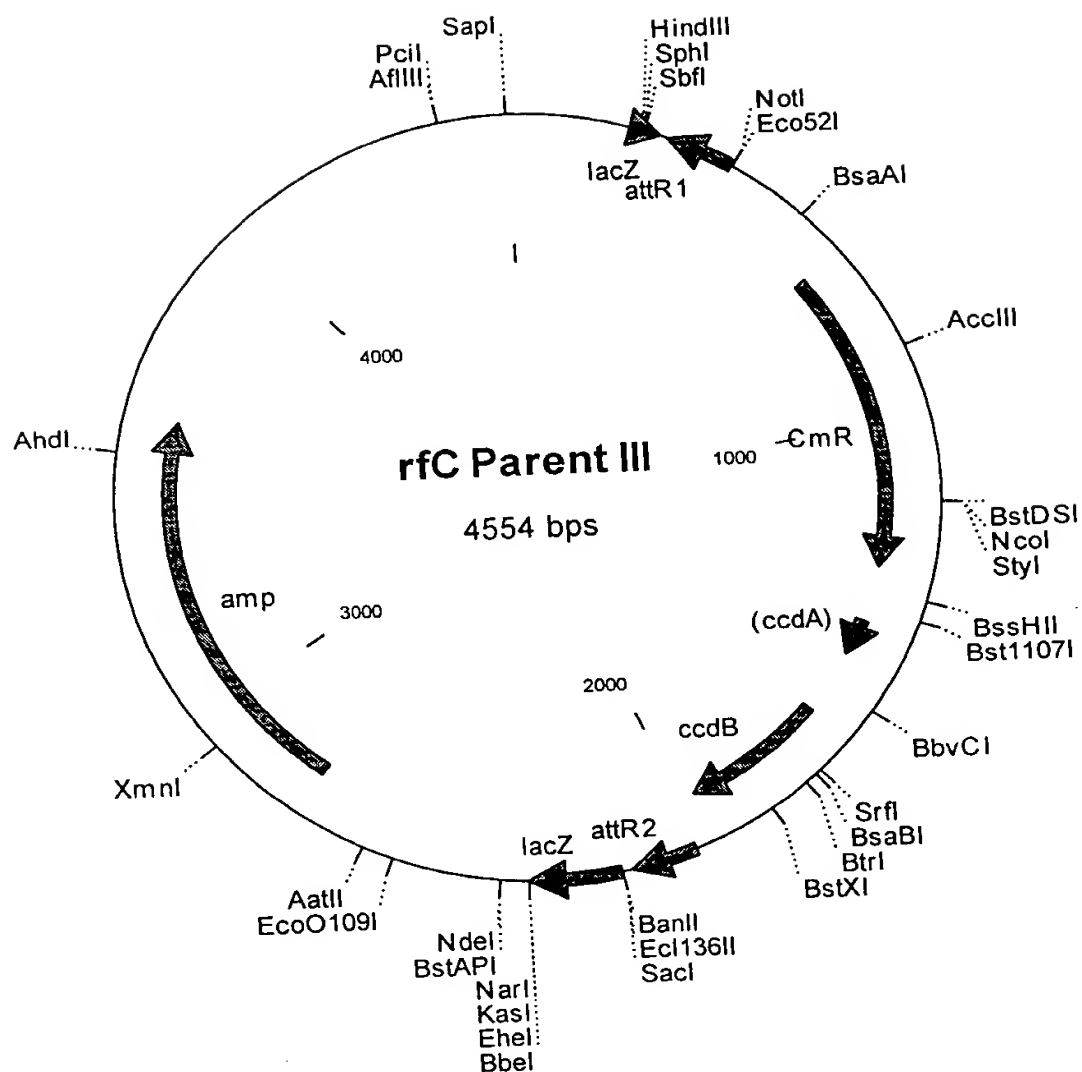 SapI
HindIII
SphI
SbfI
PciI
AflIII
NotI
Eco52I
lacZ
attR1
BsaAI
1
AccIII
4000
AhdI
CmR
rfC Parent III
1000
4554 bps
BstDSI
NcoI
StyI
amp
3000
(ccdA)
BssHII
Bst1107I
2000
ccdB
BbvCI
XmnI
SrfI
BsaBI
BtrI
BstXI
lacZ
attR2
AatII
EcoO109I
BanII
Ecl136II
SacI
NdeI
BstAPI
NarI
KasI
EheI
BbeI